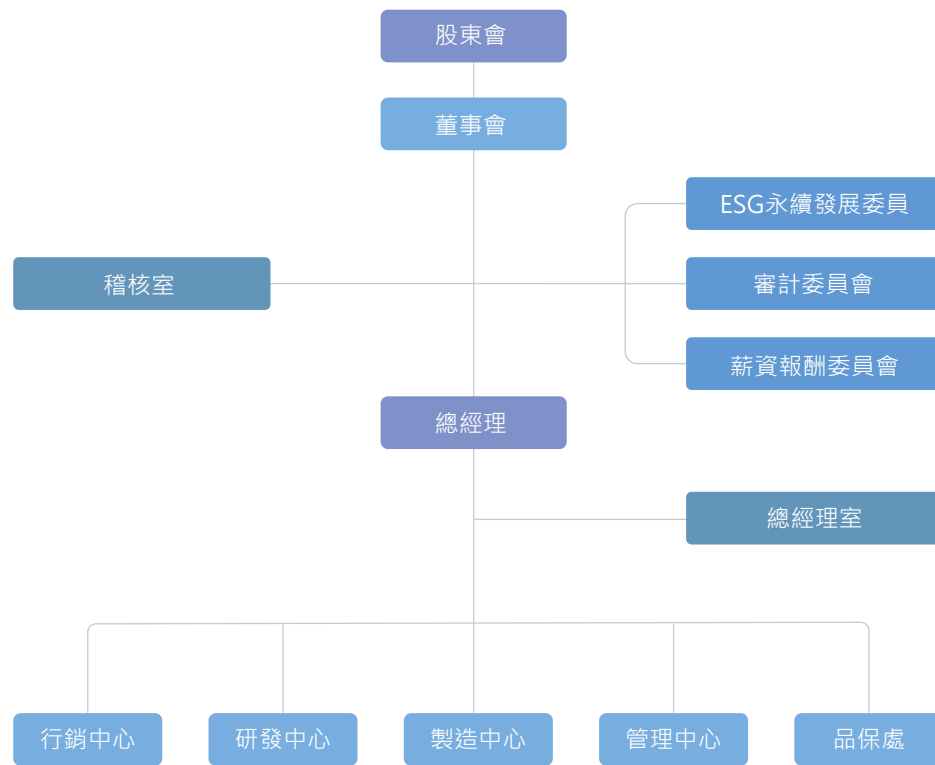 股東會
董事會
ESG永續發展委員
稽核室
審計委員會
薪資報酬委員會
總經理
總經理室
行銷中心
研發中心
製造中心
管理中心
品保處